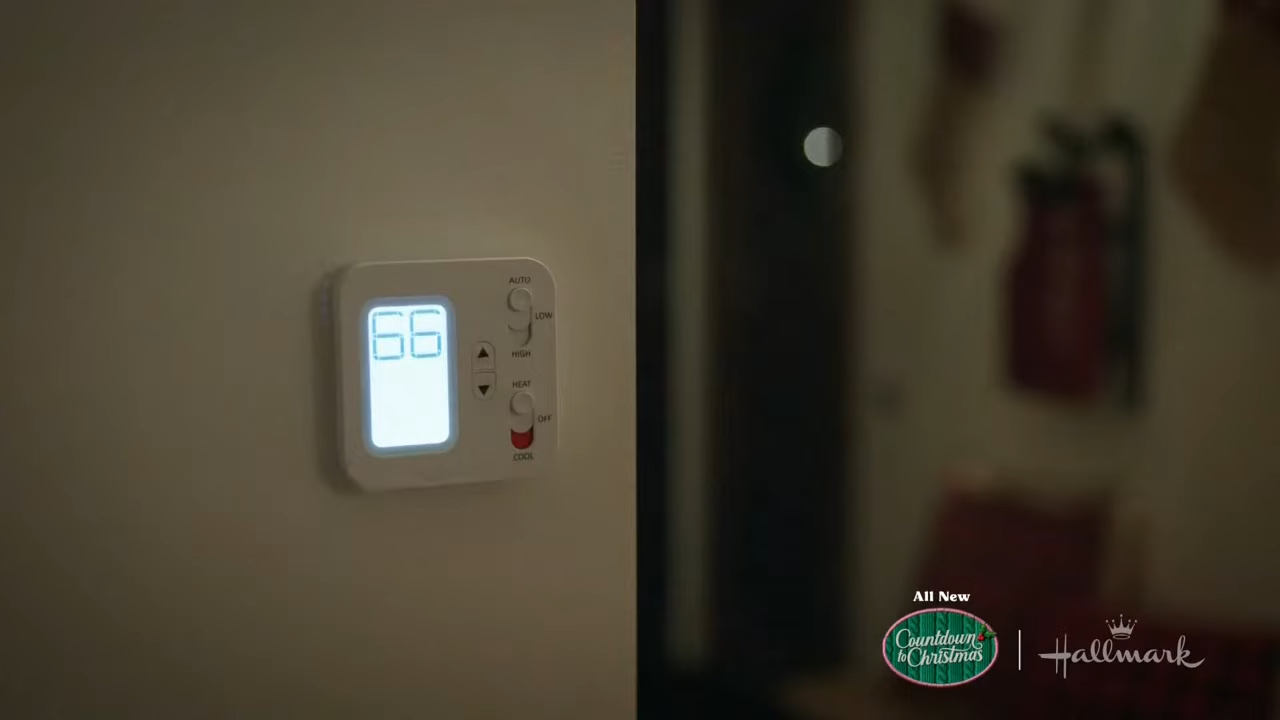 66
AUTO
LOW
HIGH
HEAT
OFF
COOL
All New
Countdown
to Christmas
Hallmark